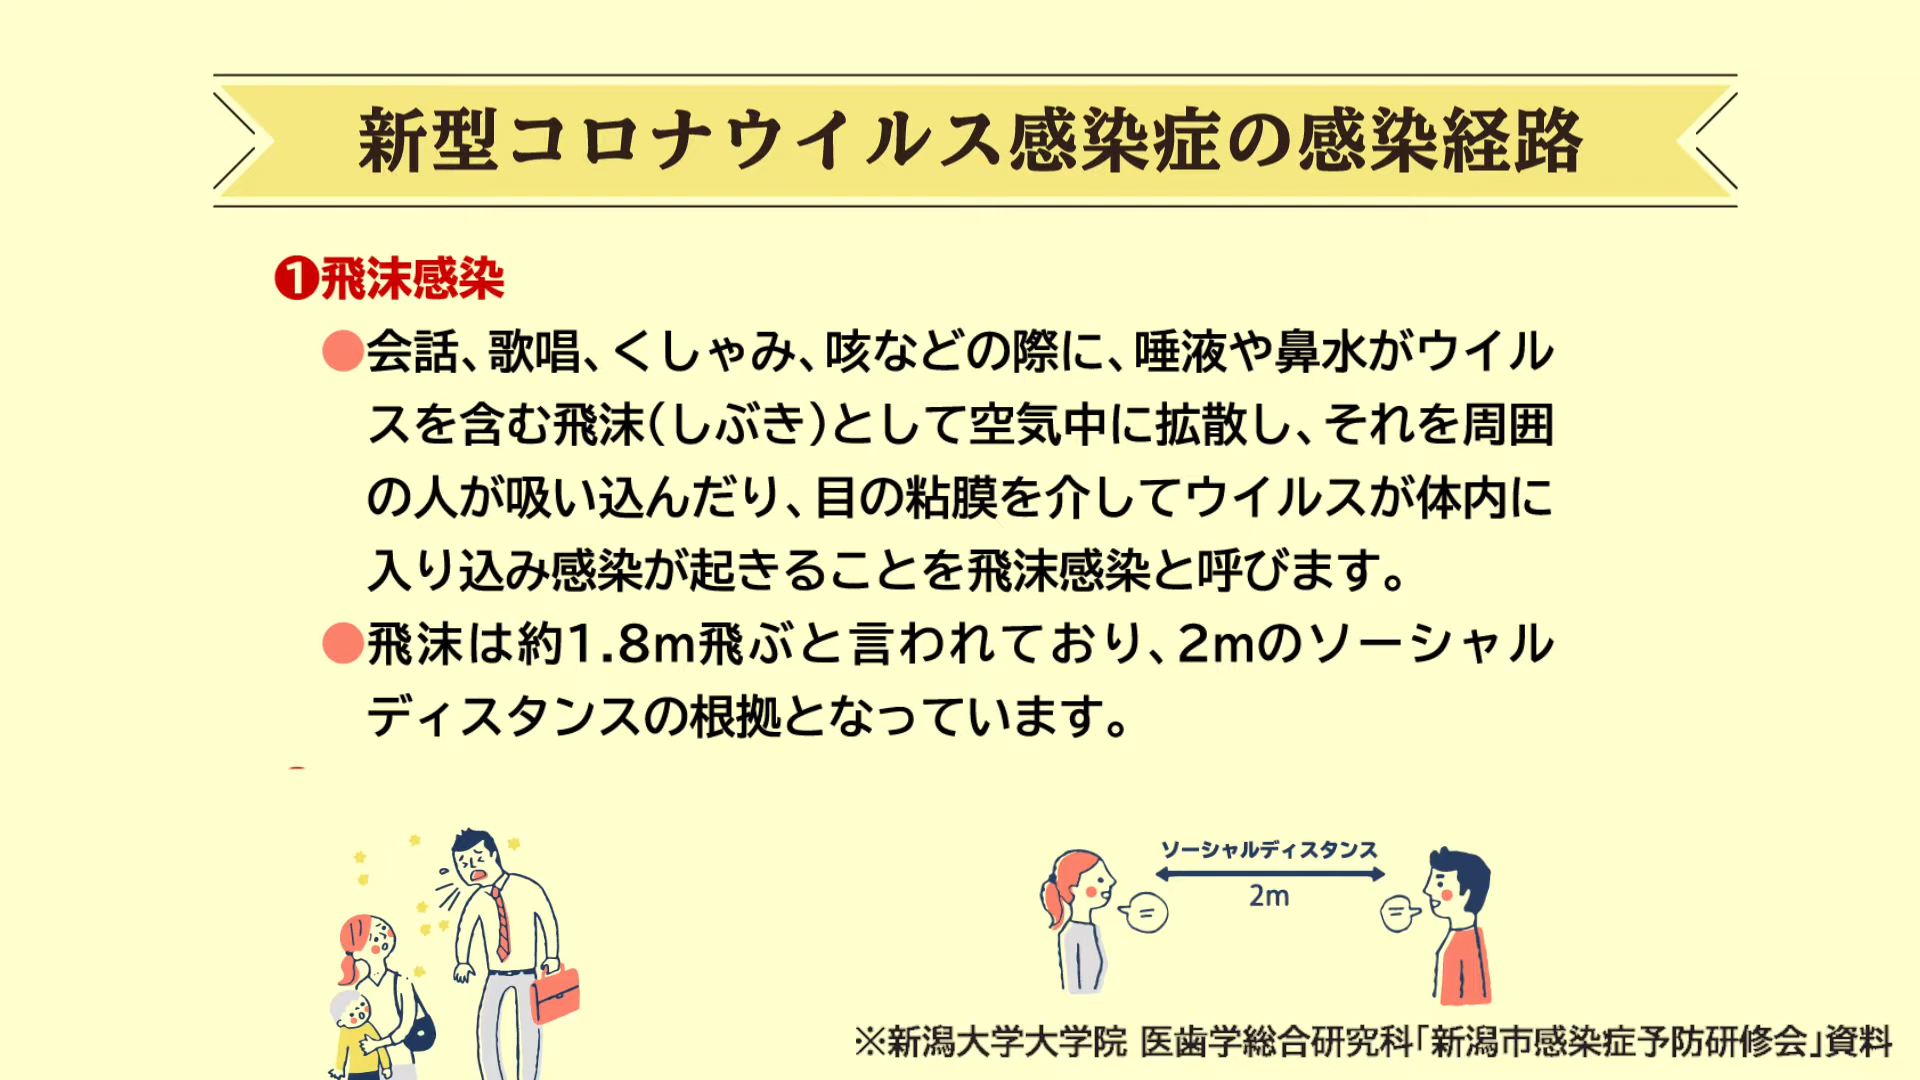 新型コロナウイルス感染症の感染経路
❶飛沫感染
●会話、歌唱、くしゃみ、咳などの際に、唾液や鼻水がウイル
スを含む飛沫(しぶき)として空気中に拡散し、それを周囲
の人が吸い込んだり、目の粘膜を介してウイルスが体内に
入り込み感染が起きることを飛沫感染と呼びます。
●飛沫は約1.8m飛ぶと言われており、2mのソーシャル
ディスタンスの根拠となっています。
ソーシャルディスタンス
2m
※新潟大学大学院 医歯学総合研究科「新潟市感染症予防研修会」資料